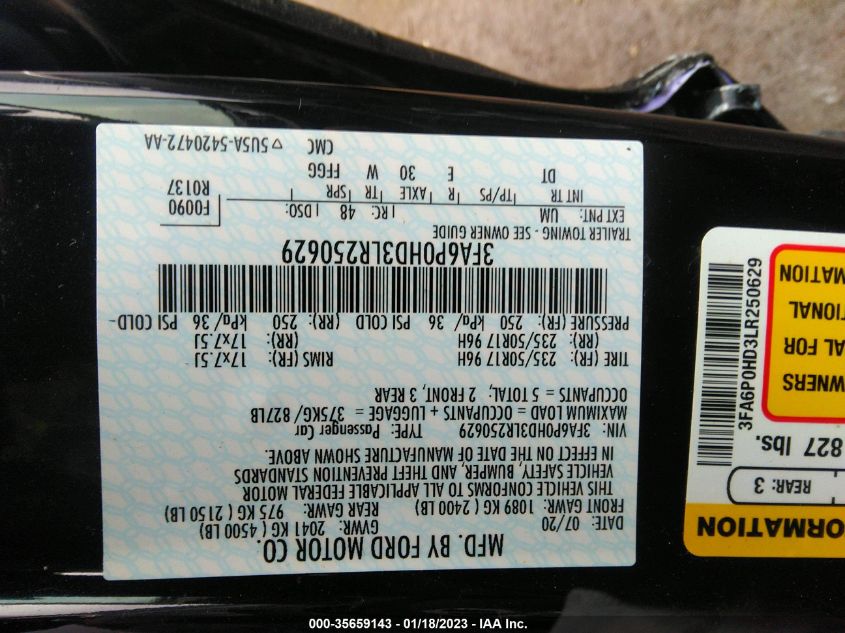 MFD. BY FORD MOTOR CO.
DATE: 07/20 GVWR: 2041 KG ( 4500 LB)
FRONT GAWR: 1089 KG ( 2400 LB) REAR GAWR: 975 KG ( 2150 LB)
THIS VEHICLE CONFORMS TO ALL APPLICABLE FEDERAL MOTOR
VEHICLE SAFETY, BUMPER, AND THEFT PREVENTION STANDARDS
IN EFFECT ON THE DATE OF MANUFACTURE SHOWN ABOVE.
VIN: 3FA6P0HD3LR250629 TYPE: Passenger Car
MAXIMUM LOAD = OCCUPANTS + LUGGAGE = 375KG/ 827LB
OCCUPANTS = 5 TOTAL; 2 FRONT, 3 REAR
TIRE (FR): 235/50R17 96H RIMS (FR): 17x7.5J
(RR): 235/50R17 96H (RR): 17x7.5J
PRESSURE (FR): 250 kPa/ 36 PSI COLD (RR): 250 kPa/ 36 PSI COLD
3FA6P0HD3LR250629
TRAILER TOWING - SEE OWNER GUIDE
EXT PNT: UM RC: 48 DSO: F0090
INT TR TP/PS R AXLE TR SPR R0137
DT E 30 W FFGG
CMC 5USA-5420472-AA
ORMATION
REAR: 3
827 lbs.
WNERS
AL FOR
TIONAL
RMATION
3FA6P0HD3LR250629
000-35659143 - 01/18/2023 - IAA Inc.